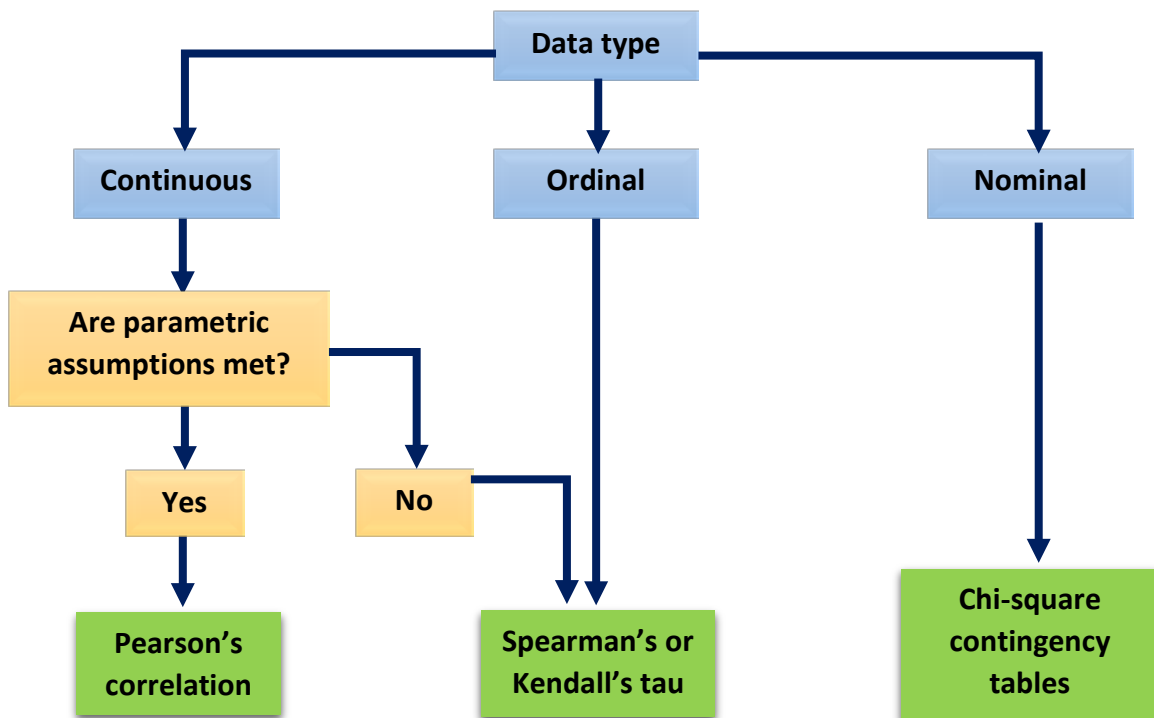 Data type
Continuous
Ordinal
Nominal
Are parametric
assumptions met?
Yes
No
Pearson’s
correlation
Spearman’s or
Kendall’s tau
Chi-square
contingency
tables